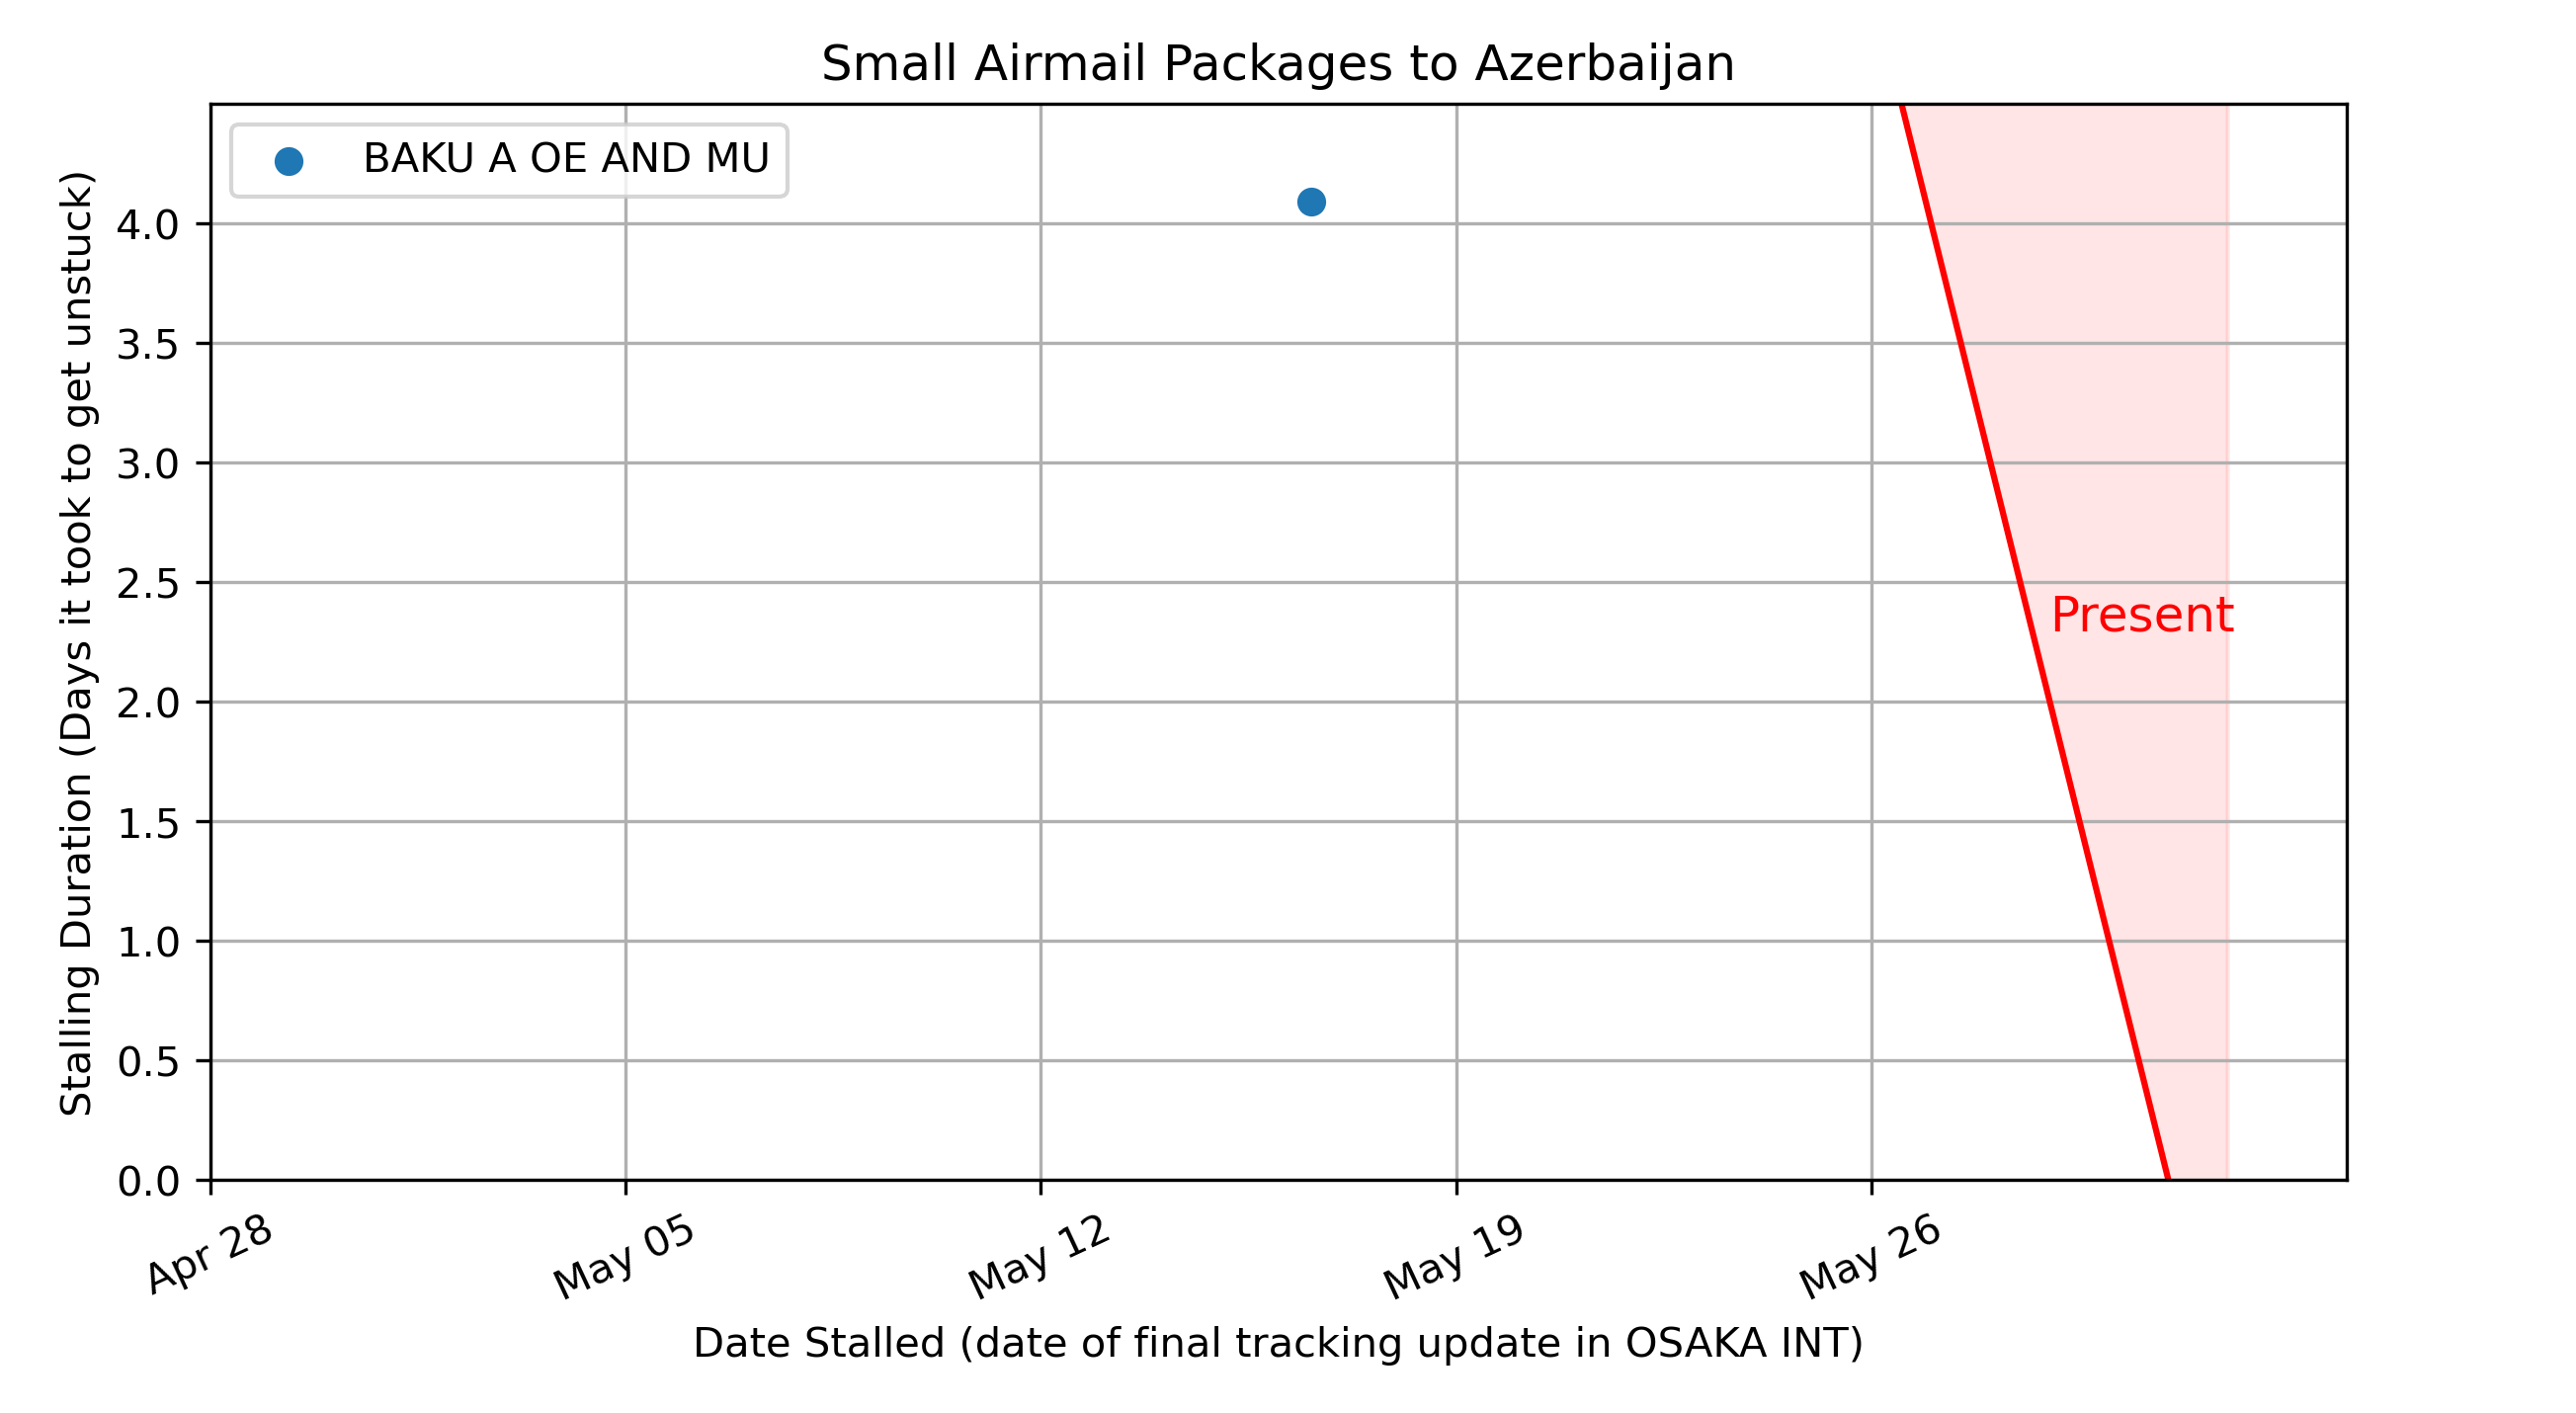 Small Airmail Packages to Azerbaijan
BAKU A OE AND MU
Stalling Duration (Days it took to get unstuck)
4.0
3.5
3.0
2.5
2.0
1.5
1.0
0.5
0.0
Present
Apr 28
May 05
May 12
May 19
May 26
Date Stalled (date of final tracking update in OSAKA INT)